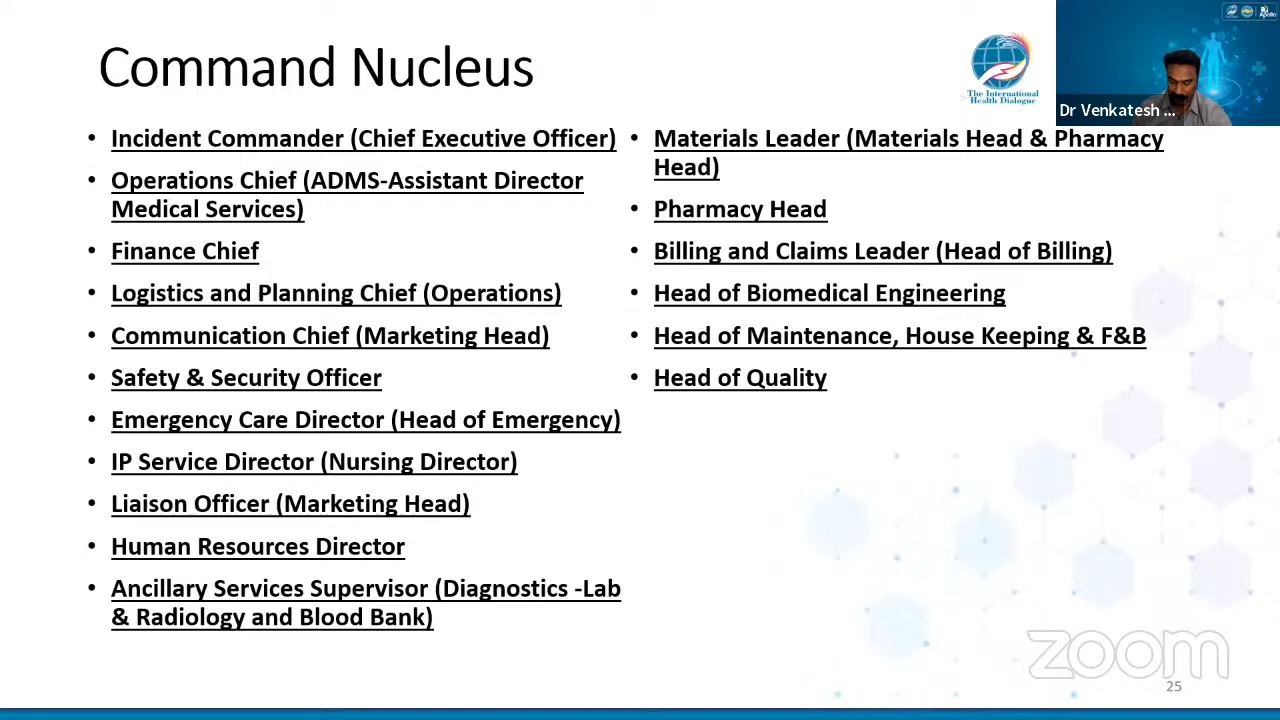 Command Nucleus
• Incident Commander (Chief Executive Officer)
• Operations Chief (ADMS-Assistant Director
Medical Services)
• Finance Chief
• Logistics and Planning Chief (Operations)
• Communication Chief (Marketing Head)
• Safety & Security Officer
• Emergency Care Director (Head of Emergency)
• IP Service Director (Nursing Director)
• Liaison Officer (Marketing Head)
• Human Resources Director
• Ancillary Services Supervisor (Diagnostics -Lab
& Radiology and Blood Bank)
• Materials Leader (Materials Head & Pharmacy
Head)
• Pharmacy Head
• Billing and Claims Leader (Head of Billing)
• Head of Biomedical Engineering
• Head of Maintenance, House Keeping & F&B
• Head of Quality
The International
Health Dialogue
Apollo
Dr Venkatesh ...
zoom
25